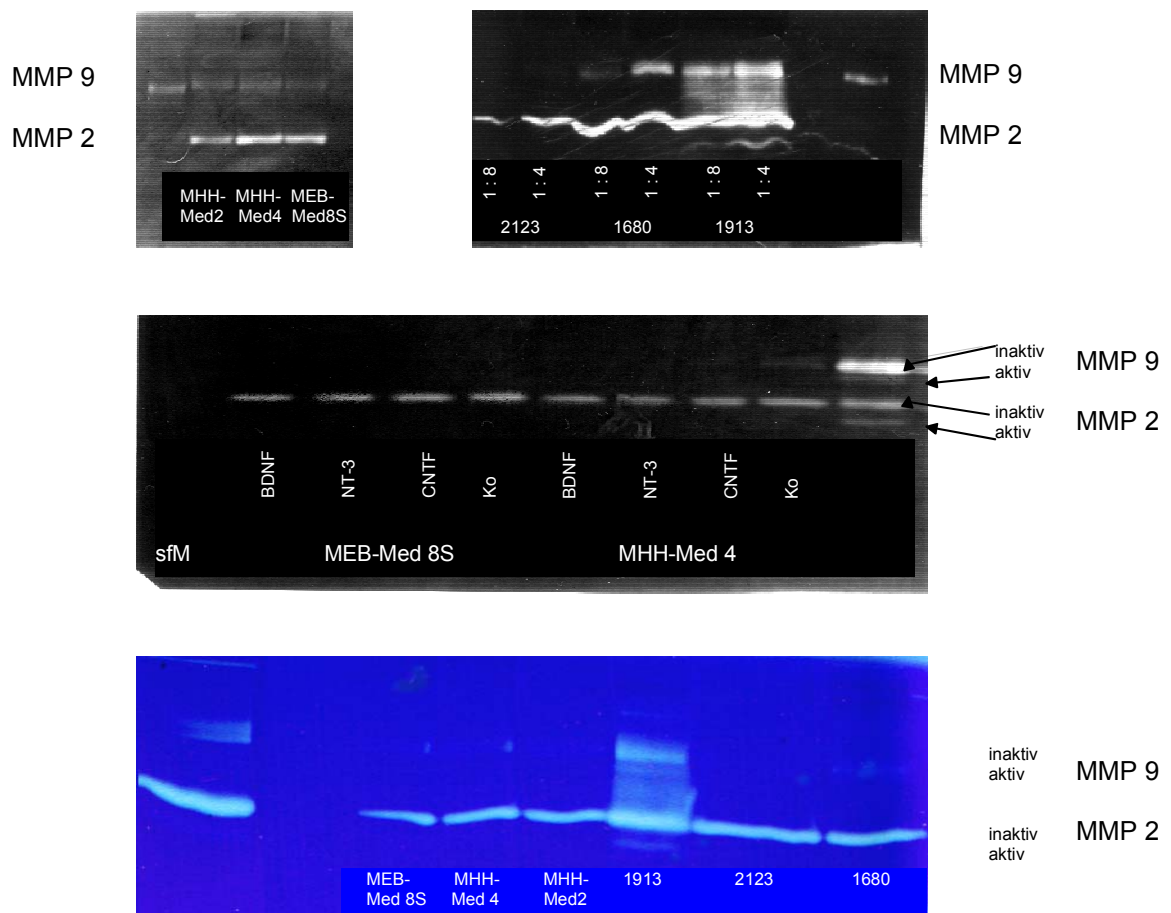 MMP 9
MMP 2
MHH-Med2
MHH-Med4
MEB-Med8S
MMP 9
MMP 2
1 : 8
1 : 4
1 : 8
1 : 4
1 : 8
1 : 4
2123
1680
1913
inaktiv
aktiv
MMP 9
inaktiv
aktiv
MMP 2
BDNF
NT-3
CNTF
Ko
BDNF
NT-3
CNTF
Ko
sfM
MEB-Med 8S
MHH-Med 4
inaktiv
aktiv
MMP 9
inaktiv
aktiv
MMP 2
MEB-
Med 8S
MHH-
Med 4
MHH-
Med2
1913
2123
1680